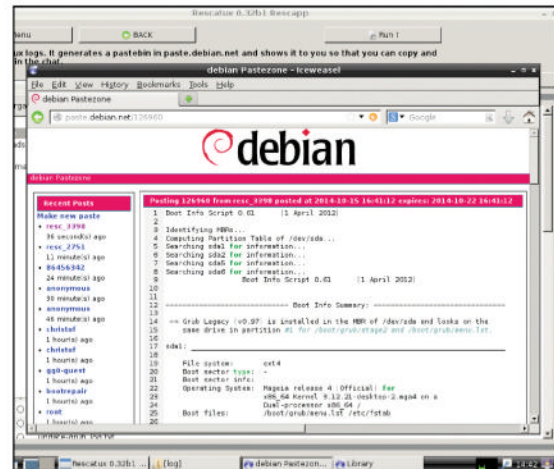 Rescatux 0.32b1 Rescapp
enu
BACK
Run !
ux logs. It generates a pastebin in paste.debian.net and shows it to you so that you can copy and
in the chat.
debian Pastezone - Iceweasel
File Edit View History Bookmarks Tools Help
debian Pastezone
paste.debian.net/126960
Google
debian
debian Pastezone
Recent Posts
Make new paste
resc_3398
36 second(s) ago
resc_2751
11 minute(s) ago
86456342
24 minute(s) ago
anonymous
30 minute(s) ago
anonymous
46 minute(s) ago
christof
1 hour(s) ago
christof
1 hour(s) ago
1 hour(s) ago
bootrepair
1 hour(s) ago
root
1 hour(s) ago
Posting 126960 from resc_3398 posted at 2014-10-15 16:41:12 expires: 2014-10-22 16:41:12
1 Boot Info Script 0.61 [1 April 2012]
2
3 Identifying MBRs...
4 Computing Partition Table of /dev/sda...
5 Searching sda1 for information...
6 Searching sda2 for information...
7 Searching sda5 for information...
8 Searching sda6 for information...
9 Boot Info Script 0.61 [1 April 2012]
10
11
12 Boot Info Summary:
13
14 => Grub Legacy (v0.97) is installed in the MBR of /dev/sda and looks on the
15 same drive in partition #1 for /boot/grub/stage2 and /boot/grub/menu.lst.
16
17 sda1:
18
19 File system: ext4
20 Boot sector type: -
21 Boot sector info:
22 Operating System: Mageia release 4 (Official) for
23 x86_64 Kernel 3.12.21-desktop-2.mga4 on a
24 Dual-processor x86_64 /
25 Boot files: /boot/grub/menu.lst /etc/fstab
26
Rescatux 0.32b1 ...
(log)
debian Pastezon...
Library
14:42